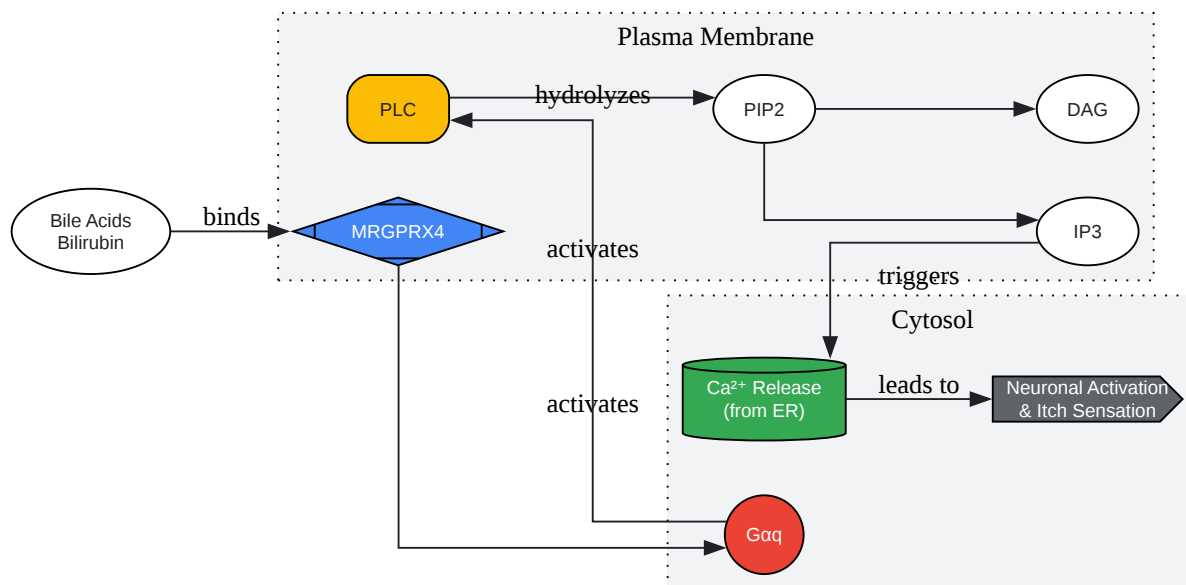 Plasma Membrane
PLC
hydrolyzes
PIP2
DAG
Bile Acids
Bilirubin
binds
MRGPRX4
IP3
activates
triggers
Cytosol
Ca²⁺ Release
(from ER)
leads to
Neuronal Activation
& Itch Sensation
activates
Gαq